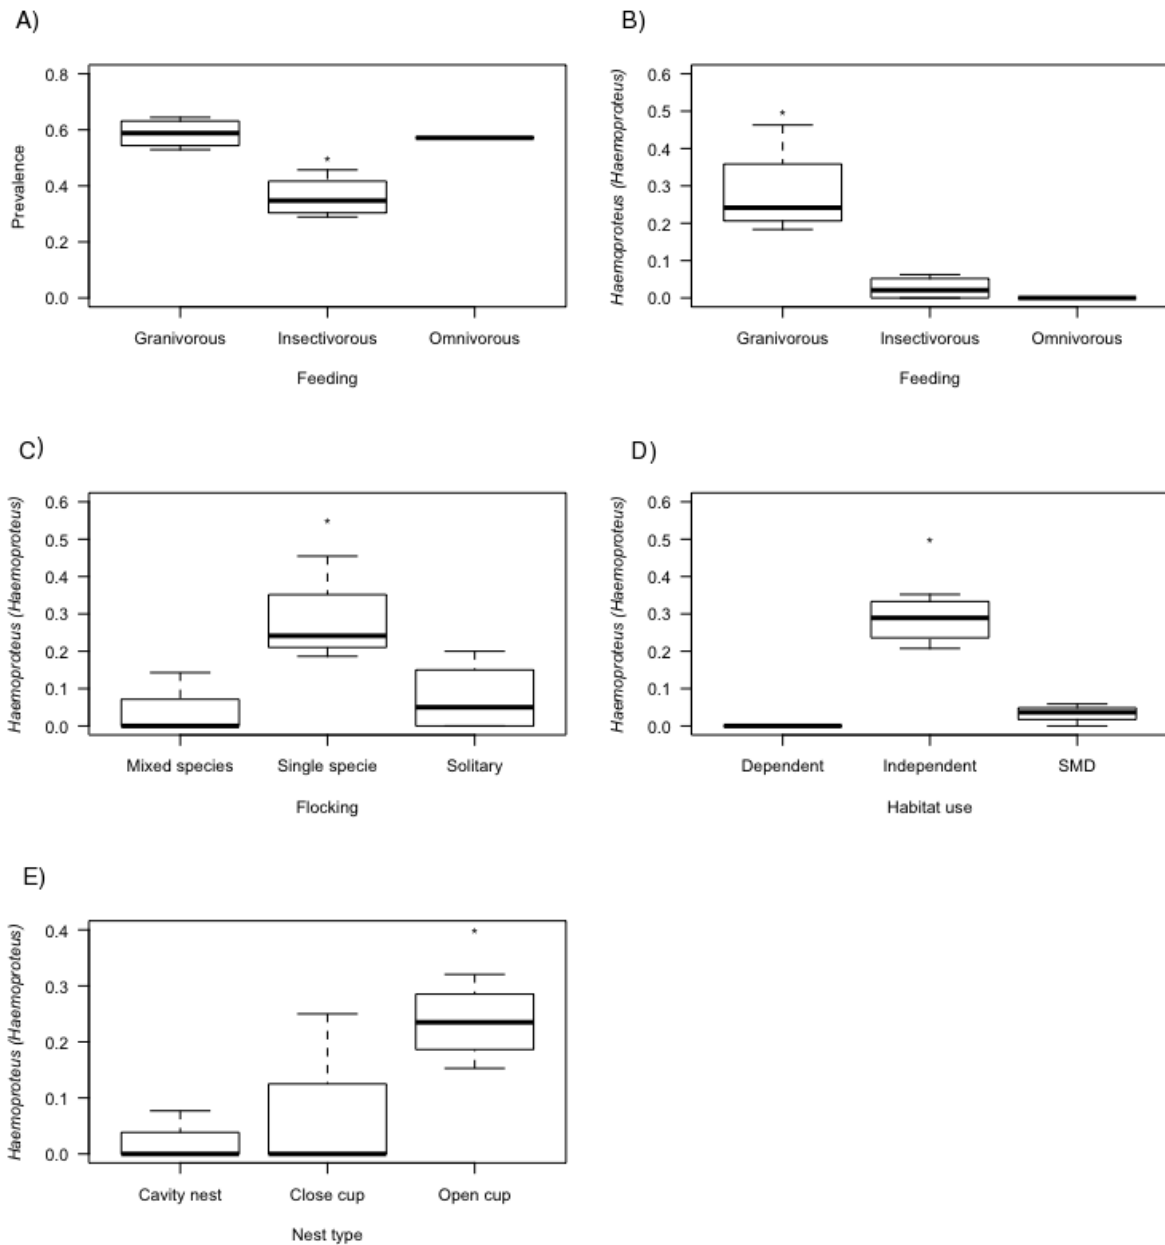 A)
Prevalence
0.8
0.6
0.4
0.2
0.0
*
Granivorous Insectivorous Omnivorous
Feeding
B)
Haemoproteus (Haemoproteus)
0.6
0.5
0.4
0.3
0.2
0.1
0.0
*
Granivorous Insectivorous Omnivorous
Feeding
C)
Haemoproteus (Haemoproteus)
0.6
0.5
0.4
0.3
0.2
0.1
0.0
*
Mixed species Single specie Solitary
Flocking
D)
Haemoproteus (Haemoproteus)
0.6
0.5
0.4
0.3
0.2
0.1
0.0
*
Dependent Independent SMD
Habitat use
E)
Haemoproteus (Haemoproteus)
0.4
0.3
0.2
0.1
0.0
*
Cavity nest Close cup Open cup
Nest type